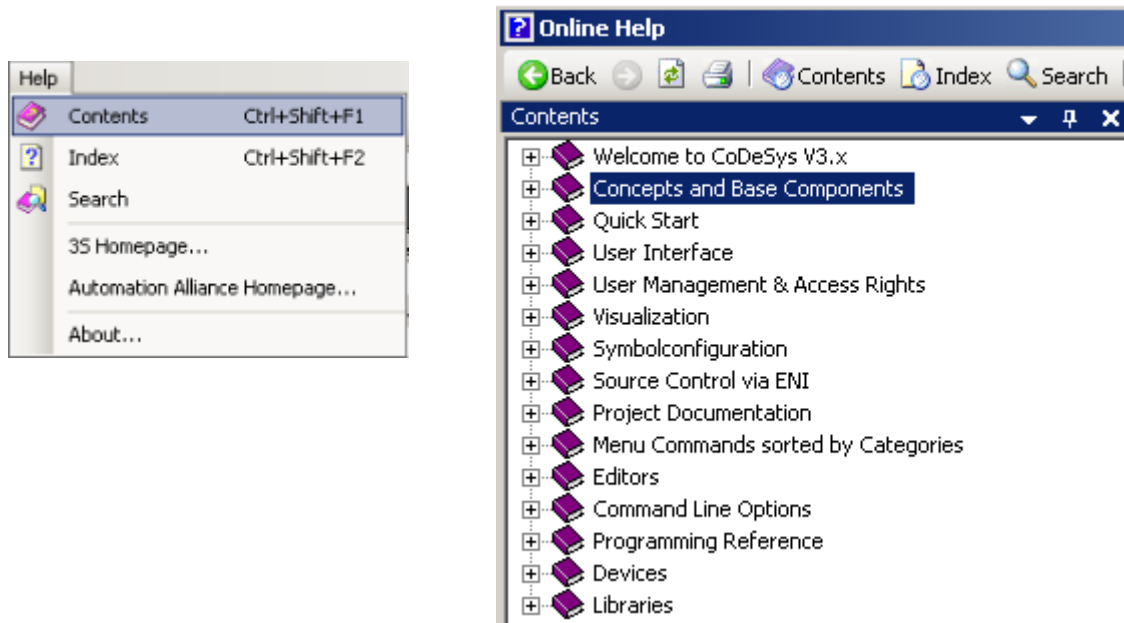 Help
Contents Ctrl+Shift+F1
Index Ctrl+Shift+F2
Search
3S Homepage...
Automation Alliance Homepage...
About...
Online Help
Back Contents Index Search
Contents
Welcome to CoDeSys V3.x
Concepts and Base Components
Quick Start
User Interface
User Management & Access Rights
Visualization
Symbolconfiguration
Source Control via ENI
Project Documentation
Menu Commands sorted by Categories
Editors
Command Line Options
Programming Reference
Devices
Libraries